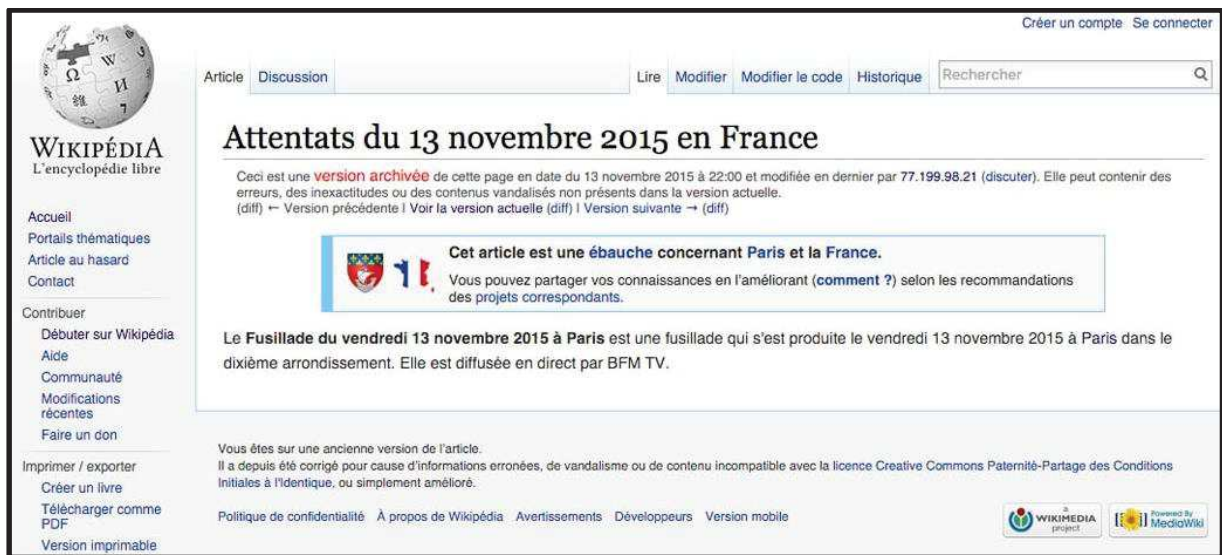 Créer un compte Se connecter
Article Discussion Lire Modifier Modifier le code Historique Rechercher
WIKIPÉDIA
L'encyclopédie libre
Accueil
Portails thématiques
Article au hasard
Contact
Contribuer
Débuter sur Wikipédia
Aide
Communauté
Modifications
récentes
Faire un don
Imprimer / exporter
Créer un livre
Télécharger comme
PDF
Version imprimable
Attentats du 13 novembre 2015 en France
Ceci est une version archivée de cette page en date du 13 novembre 2015 à 22:00 et modifiée en dernier par 77.199.98.21 (discuter). Elle peut contenir des
erreurs, des inexactitudes ou des contenus vandalisés non présents dans la version actuelle.
(diff) ← Version précédente | Voir la version actuelle (diff) | Version suivante → (diff)
Cet article est une ébauche concernant Paris et la France.
Vous pouvez partager vos connaissances en l'améliorant (comment ?) selon les recommandations
des projets correspondants.
Le Fusillade du vendredi 13 novembre 2015 à Paris est une fusillade qui s'est produite le vendredi 13 novembre 2015 à Paris dans le
dixième arrondissement. Elle est diffusée en direct par BFM TV.
Vous êtes sur une ancienne version de l'article.
Il a depuis été corrigé pour cause d'informations erronées, de vandalisme ou de contenu incompatible avec la licence Creative Commons Paternité-Partage des Conditions
Initiales à l'Identique, ou simplement amélioré.
Politique de confidentialité À propos de Wikipédia Avertissements Développeurs Version mobile
a
WIKIMEDIA
project
Powered By
MediaWiki